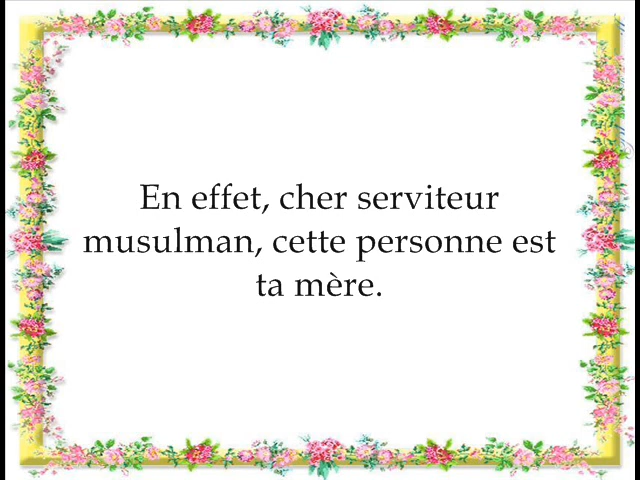 En effet, cher serviteur
musulman, cette personne est
ta mère.